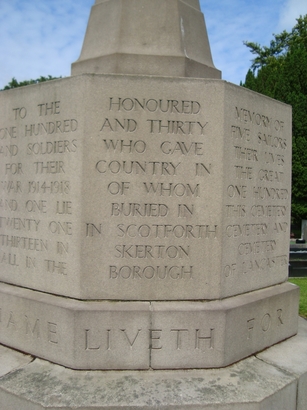 TO THE HONOURED MEMORY OF
ONE HUNDRED AND THIRTY FIVE SAILORS
AND SOLDIERS WHO GAVE THEIR LIVES
FOR THEIR COUNTRY IN THE GREAT
WAR 1914-1918 OF WHOM ONE HUNDRED
AND ONE LIE BURIED IN THIS CEMETERY
TWENTY ONE IN SCOTFORTH CEMETERY AND
THIRTEEN IN SKERTON CEMETERY
ALL IN THE BOROUGH OF LANCASTER
NAME LIVETH FOR